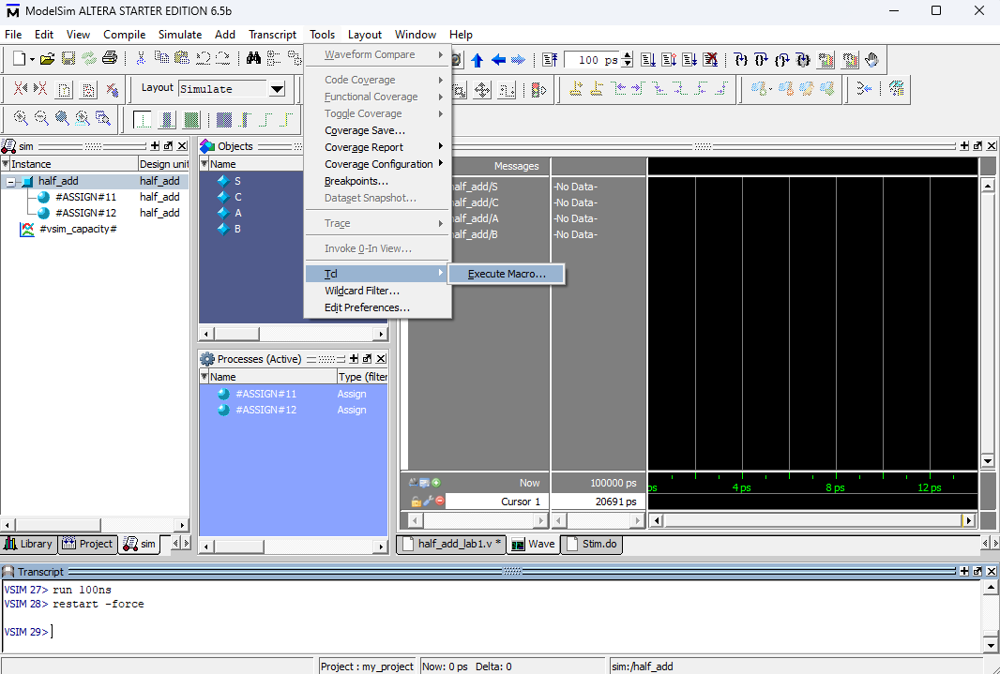 ModelSim ALTERA STARTER EDITION 6.5b
File Edit View Compile Simulate Add Transcript Tools Layout Window Help
100 ps
Layout Simulate
Waveform Compare
Code Coverage
Functional Coverage
Toggle Coverage
Coverage Save...
Coverage Report
Coverage Configuration
Breakpoints...
Dataset Snapshot...
Trace
Invoke 0-In View...
Tcl
Execute Macro...
Wildcard Filter...
Edit Preferences...
sim
Instance Design unit
half_add half_add
#ASSIGN#11 half_add
#ASSIGN#12 half_add
#vsim_capacity#
Library Project sim
Objects
Name
S
C
A
B
Processes (Active)
Name Type (filter
#ASSIGN#11 Assign
#ASSIGN#12 Assign
Messages
half_add/S -No Data-
half_add/C -No Data-
half_add/A -No Data-
half_add/B -No Data-
Now 100000 ps
Cursor 1 20691 ps
ps 4 ps 8 ps 12 ps
half_add_lab1.v * Wave Stim.do
Transcript
VSIM 27> run 100ns
VSIM 28> restart -force
VSIM 29>
Project : my_project Now: 0 ps Delta: 0 sim:/half_add